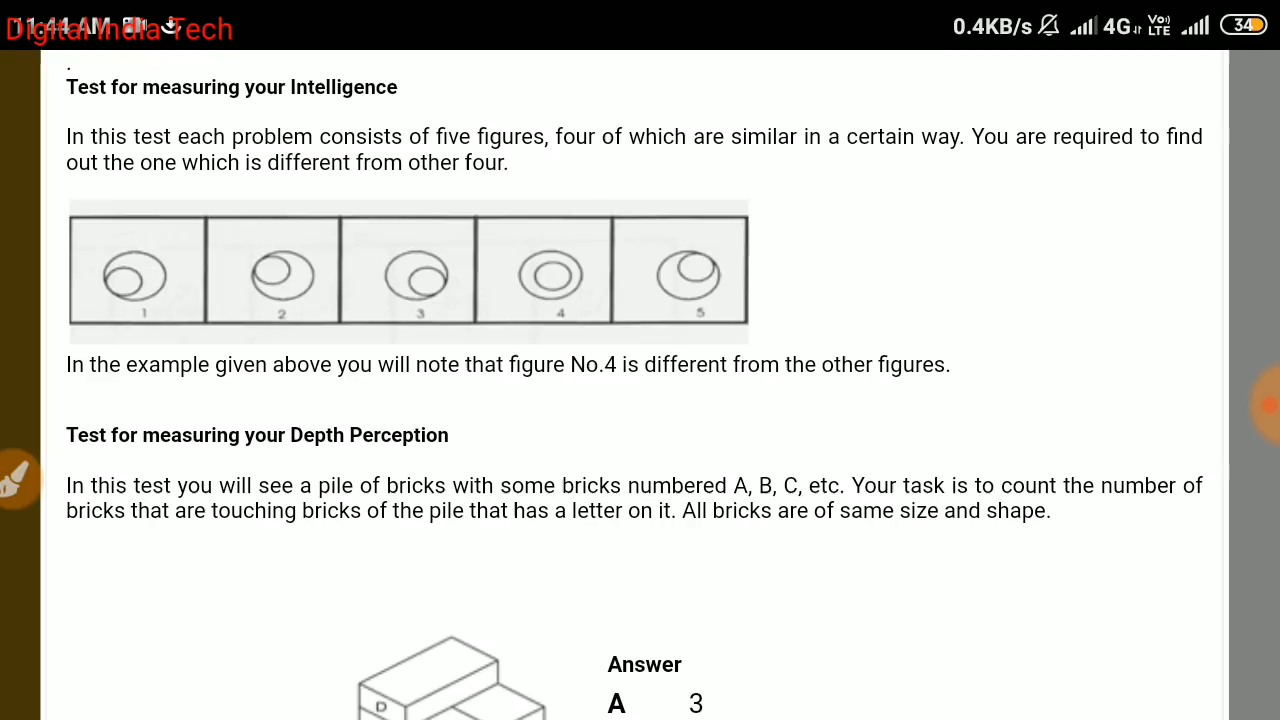 11:44 AM
Digital India Tech
0.4KB/s 4G Vo)) LTE 34
.
Test for measuring your Intelligence
In this test each problem consists of five figures, four of which are similar in a certain way. You are required to find
out the one which is different from other four.
1 2 3 4 5
In the example given above you will note that figure No.4 is different from the other figures.
Test for measuring your Depth Perception
In this test you will see a pile of bricks with some bricks numbered A, B, C, etc. Your task is to count the number of
bricks that are touching bricks of the pile that has a letter on it. All bricks are of same size and shape.
Answer
D
A 3